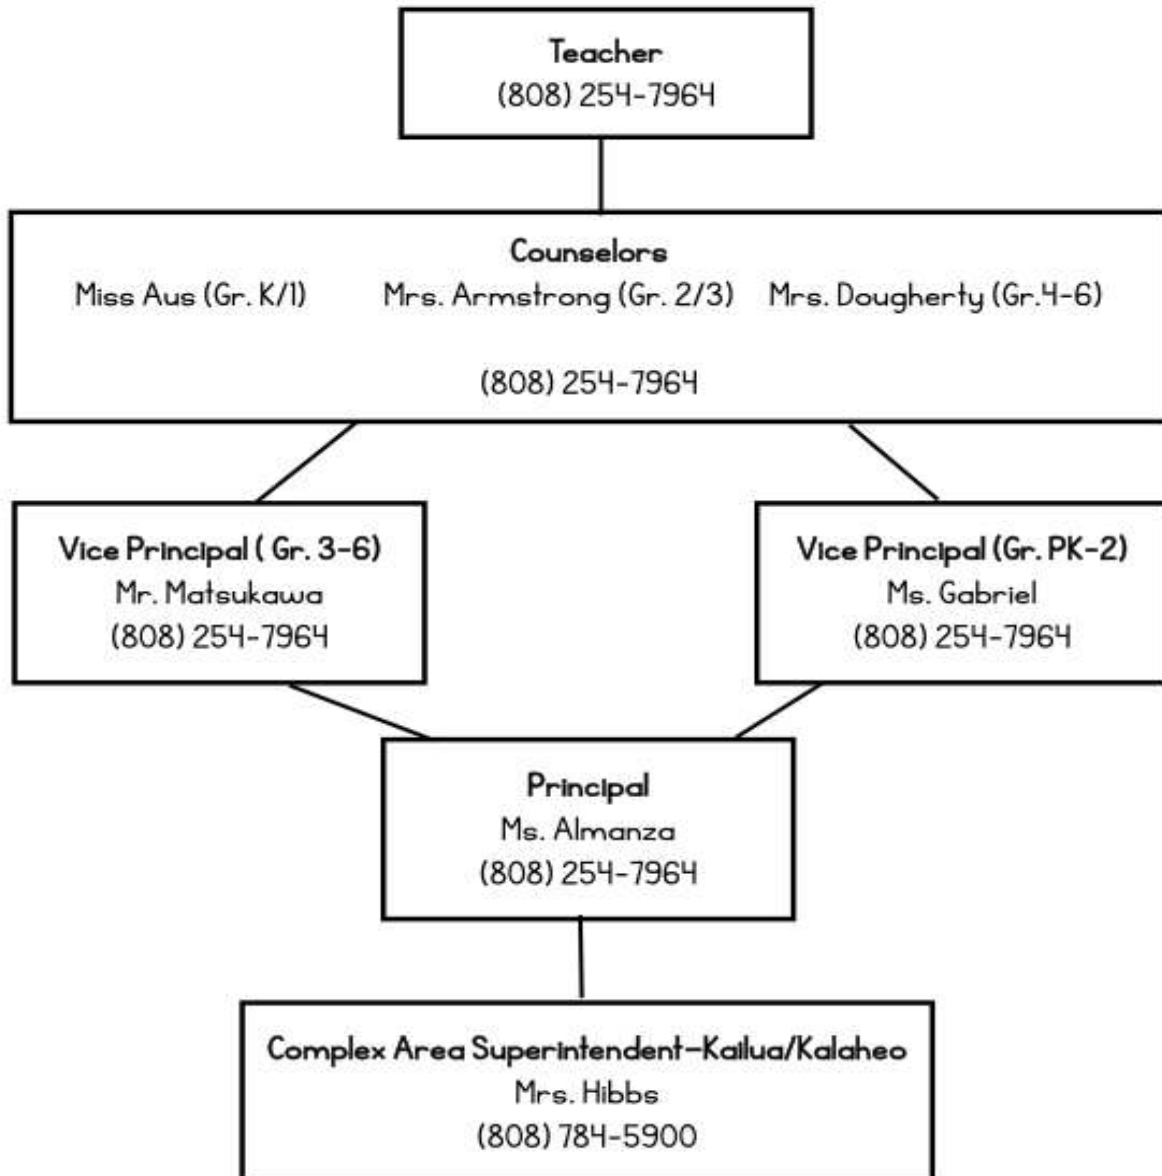 Teacher
(808) 254-7964
Counselors
Miss Aus (Gr. K/1) Mrs. Armstrong (Gr. 2/3) Mrs. Dougherty (Gr.4-6)
(808) 254-7964
Vice Principal ( Gr. 3-6)
Mr. Matsukawa
(808) 254-7964
Vice Principal (Gr. PK-2)
Ms. Gabriel
(808) 254-7964
Principal
Ms. Almanza
(808) 254-7964
Complex Area Superintendent-Kailua/Kalaheo
Mrs. Hibbs
(808) 784-5900